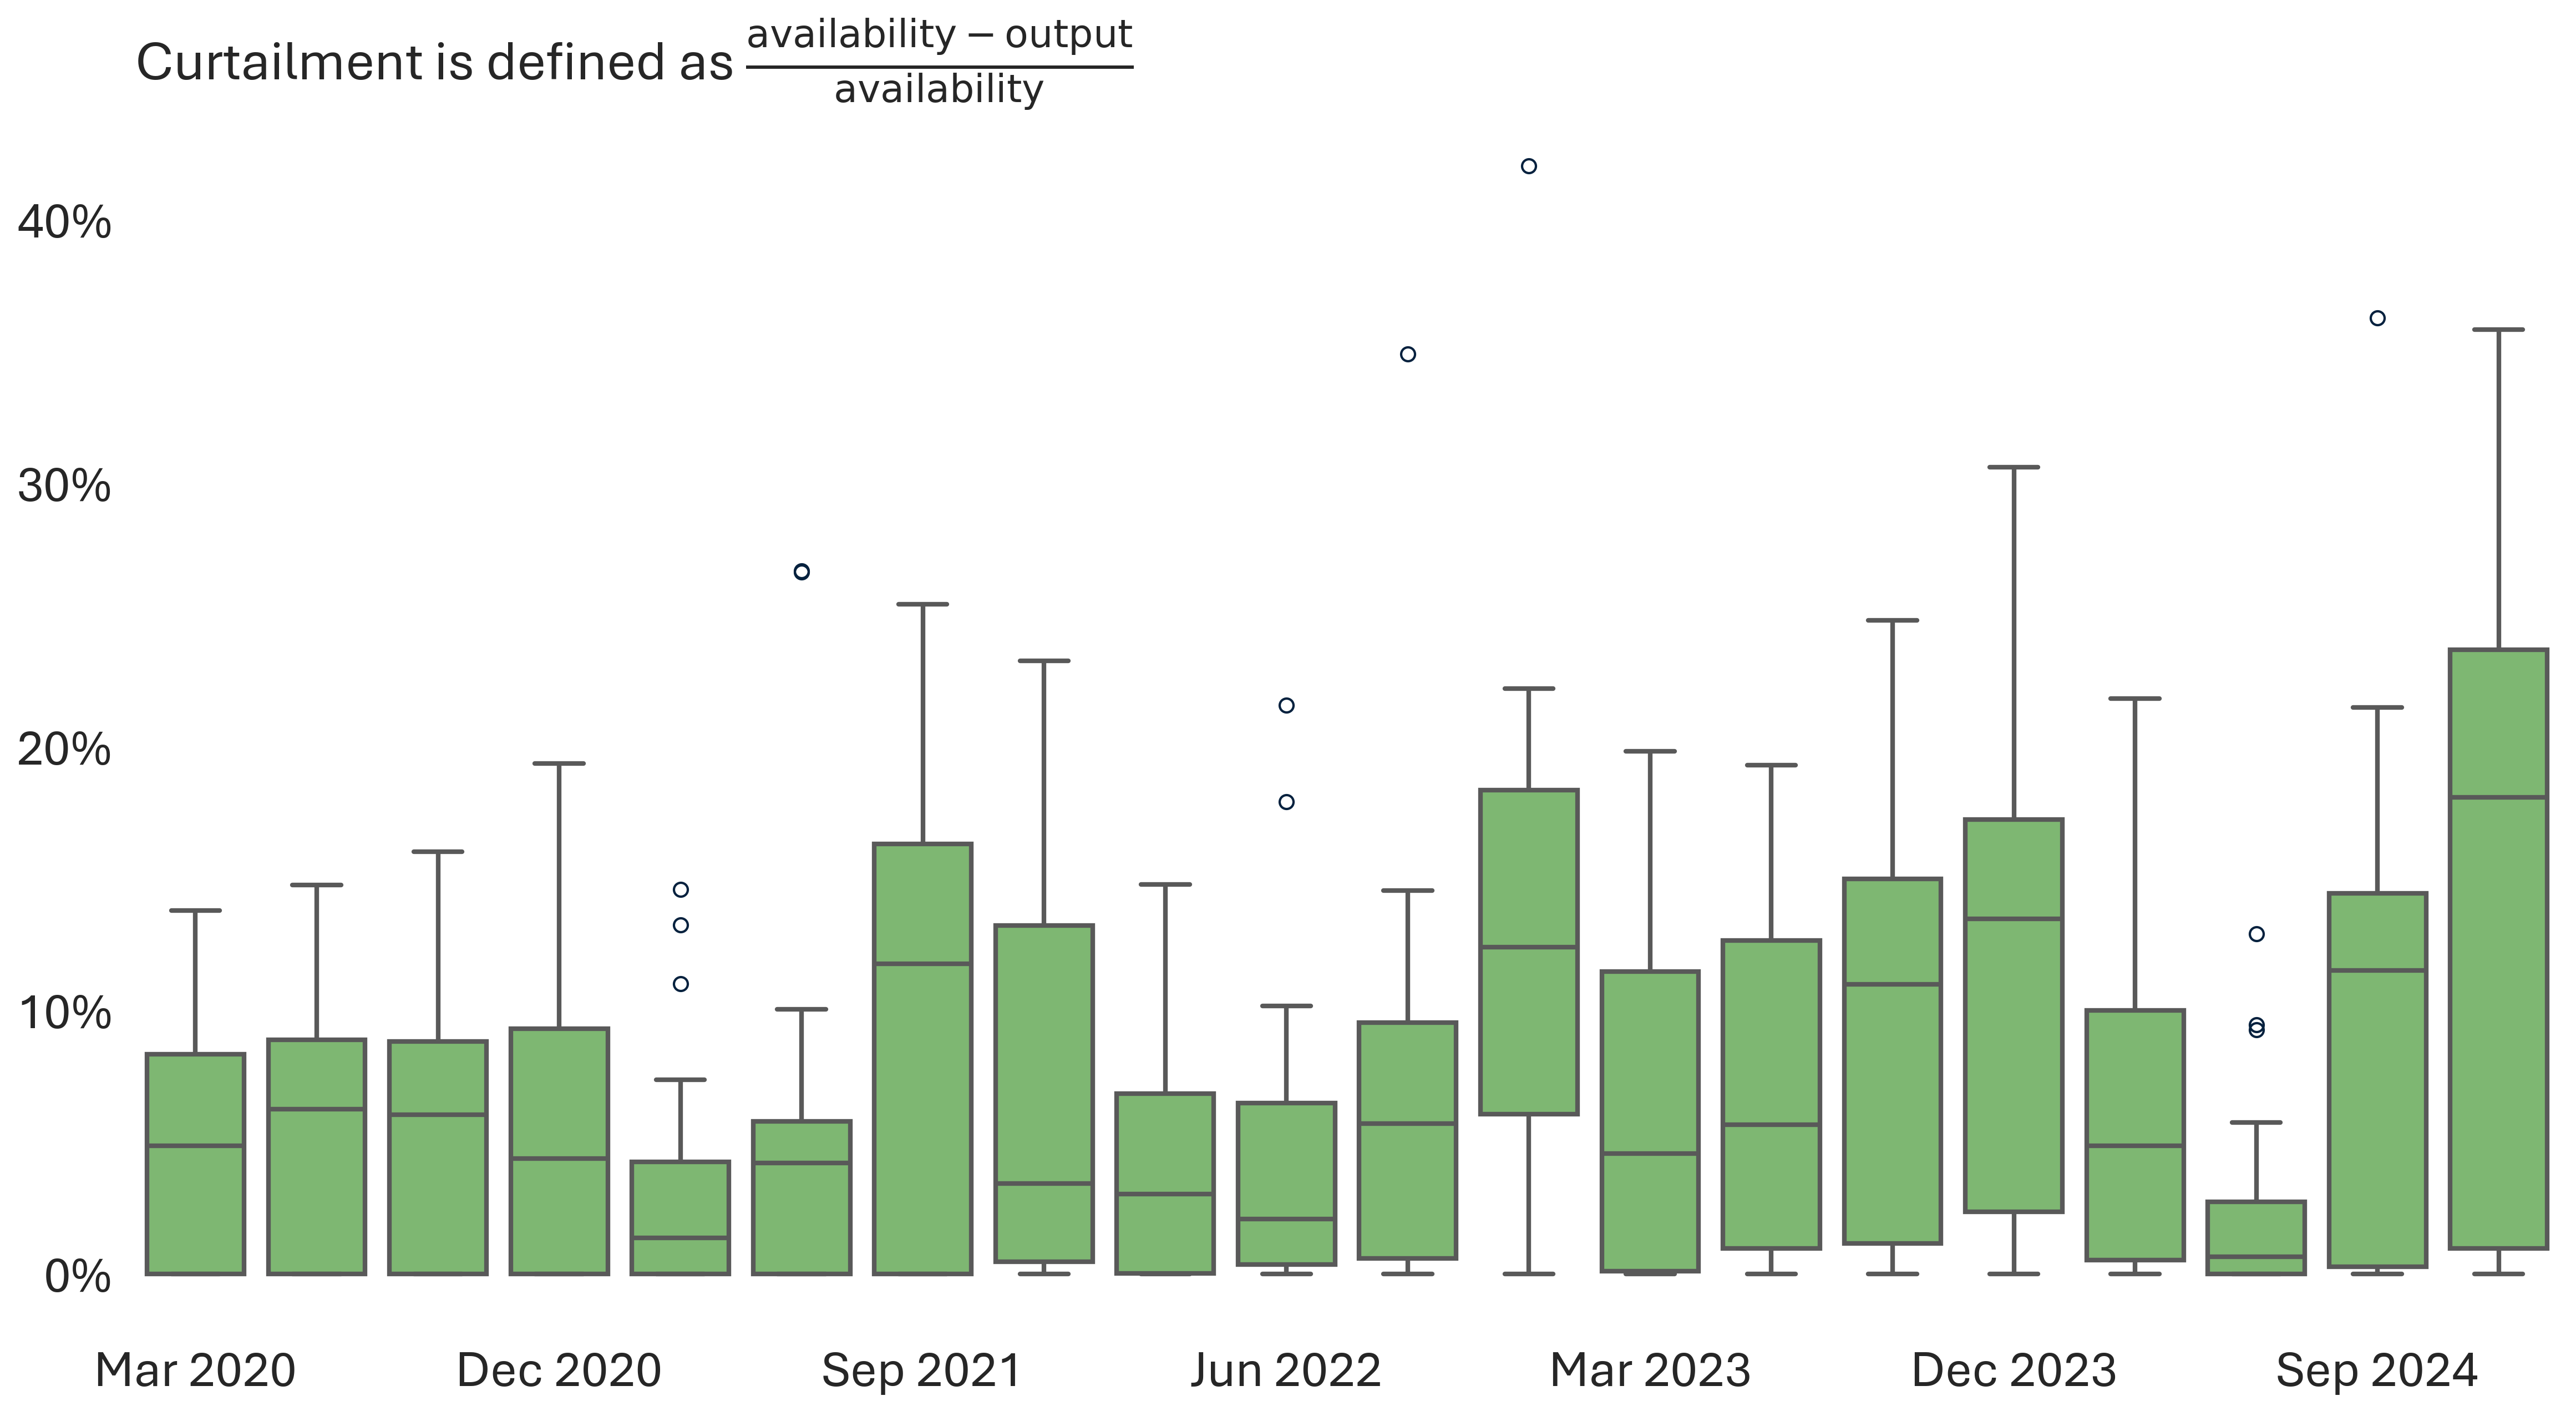 Curtailment is defined as availability − output
availability
40%
30%
20%
10%
0%
Mar 2020 Dec 2020 Sep 2021 Jun 2022 Mar 2023 Dec 2023 Sep 2024